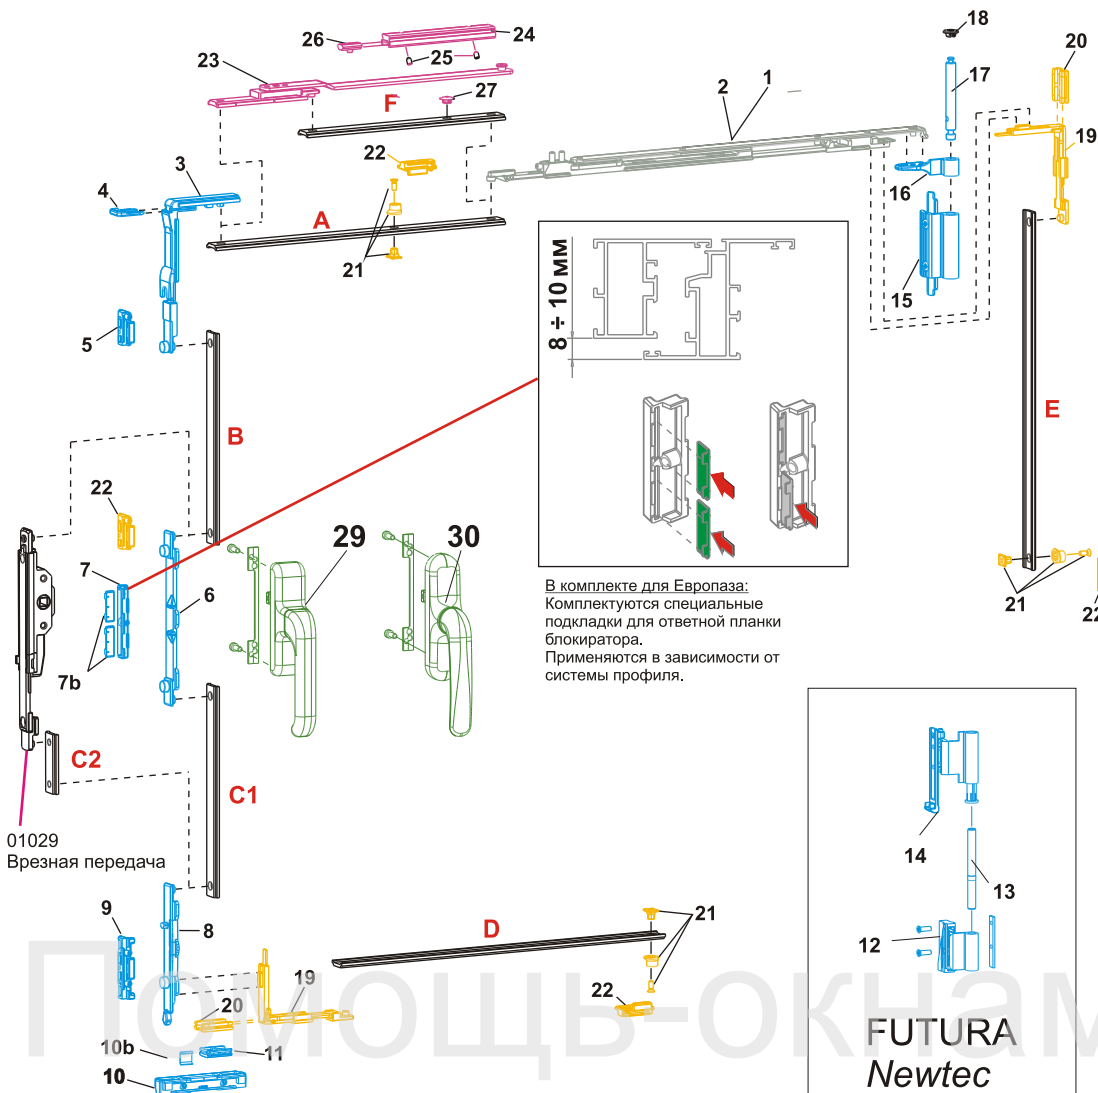 26
24
25
23
F
27
2
1
18
17
20
19
16
15
3
4
22
A
21
8 ÷ 10 мм
5
B
E
22
29
30
7
6
7b
21
22
В комплекте для Европаза:
Комплектуются специальные
подкладки для ответной планки
блокиратора.
Применяются в зависимости от
системы профиля.
C2
C1
01029
Врезная передача
14
13
12
9
8
D
21
22
19
20
10b
11
10
FUTURA
Newtec
Помощь-окнам